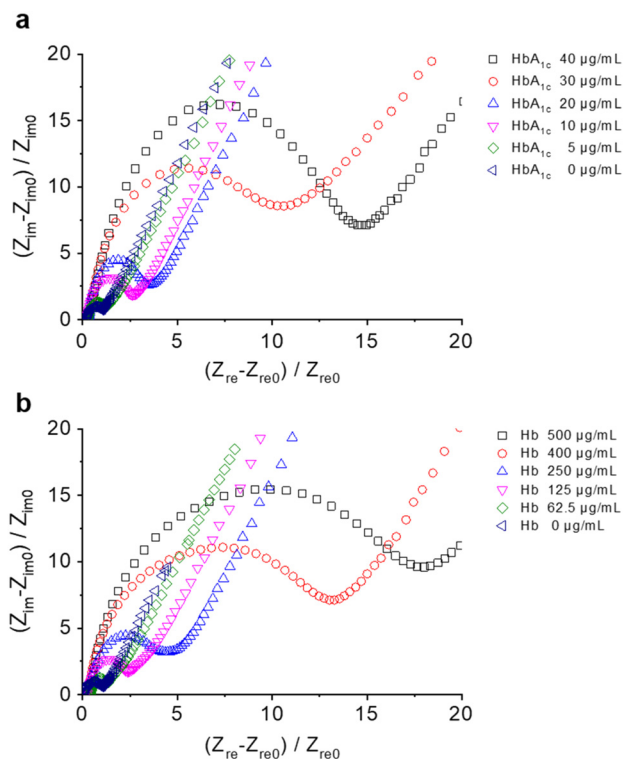 a
20
15
10
5
0
(Zim-Zim0) / Zim0
0 5 10 15 20
(Zre-Zre0) / Zre0
HbA1c 40 µg/mL
HbA1c 30 µg/mL
HbA1c 20 µg/mL
HbA1c 10 µg/mL
HbA1c 5 µg/mL
HbA1c 0 µg/mL
b
20
15
10
5
0
(Zim-Zim0) / Zim0
0 5 10 15 20
(Zre-Zre0) / Zre0
Hb 500 µg/mL
Hb 400 µg/mL
Hb 250 µg/mL
Hb 125 µg/mL
Hb 62.5 µg/mL
Hb 0 µg/mL